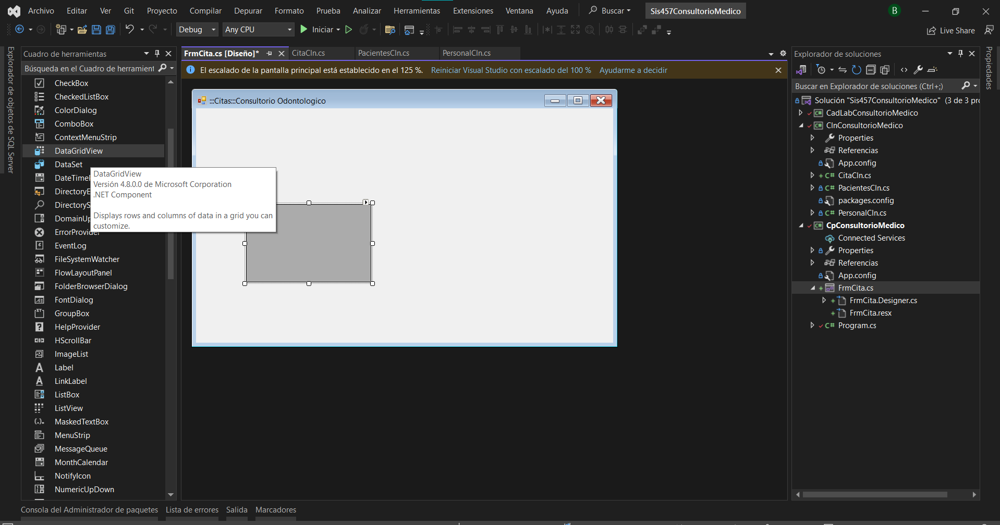 Archivo Editar Ver Git Proyecto Compilar Depurar Formato Prueba Analizar Herramientas Extensiones Ventana Ayuda Buscar Sis457ConsultorioMedico B
Debug Any CPU Iniciar Live Share
Explorador de objetos de SQL Server
Cuadro de herramientas
Búsqueda en el Cuadro de herramient
CheckBox
CheckedListBox
ColorDialog
ComboBox
ContextMenuStrip
DataGridView
DataSet
DateTimeP
DirectoryE
DirectoryS
DomainUp
ErrorProvider
EventLog
FileSystemWatcher
FlowLayoutPanel
FolderBrowserDialog
FontDialog
GroupBox
HelpProvider
HScrollBar
ImageList
Label
LinkLabel
ListBox
ListView
MaskedTextBox
MenuStrip
MessageQueue
MonthCalendar
NotifyIcon
NumericUpDown
DataGridView
Versión 4.8.0.0 de Microsoft Corporation
.NET Component
Displays rows and columns of data in a grid you can
customize.
FrmCita.cs [Diseño]* CitaCln.cs PacientesCln.cs PersonalCln.cs
El escalado de la pantalla principal está establecido en el 125 %. Reiniciar Visual Studio con escalado del 100 % Ayudarme a decidir
:::Citas:::Consultorio Odontologico
Explorador de soluciones
Buscar en Explorador de soluciones (Ctrl+;)
Solución "Sis457ConsultorioMedico" (3 de 3 pro
CadLabConsultorioMedico
ClnConsultorioMedico
Properties
Referencias
App.config
CitaCln.cs
PacientesCln.cs
packages.config
PersonalCln.cs
CpConsultorioMedico
Connected Services
Properties
Referencias
App.config
FrmCita.cs
FrmCita.Designer.cs
FrmCita.resx
Program.cs
Propiedades
Consola del Administrador de paquetes Lista de errores Salida Marcadores